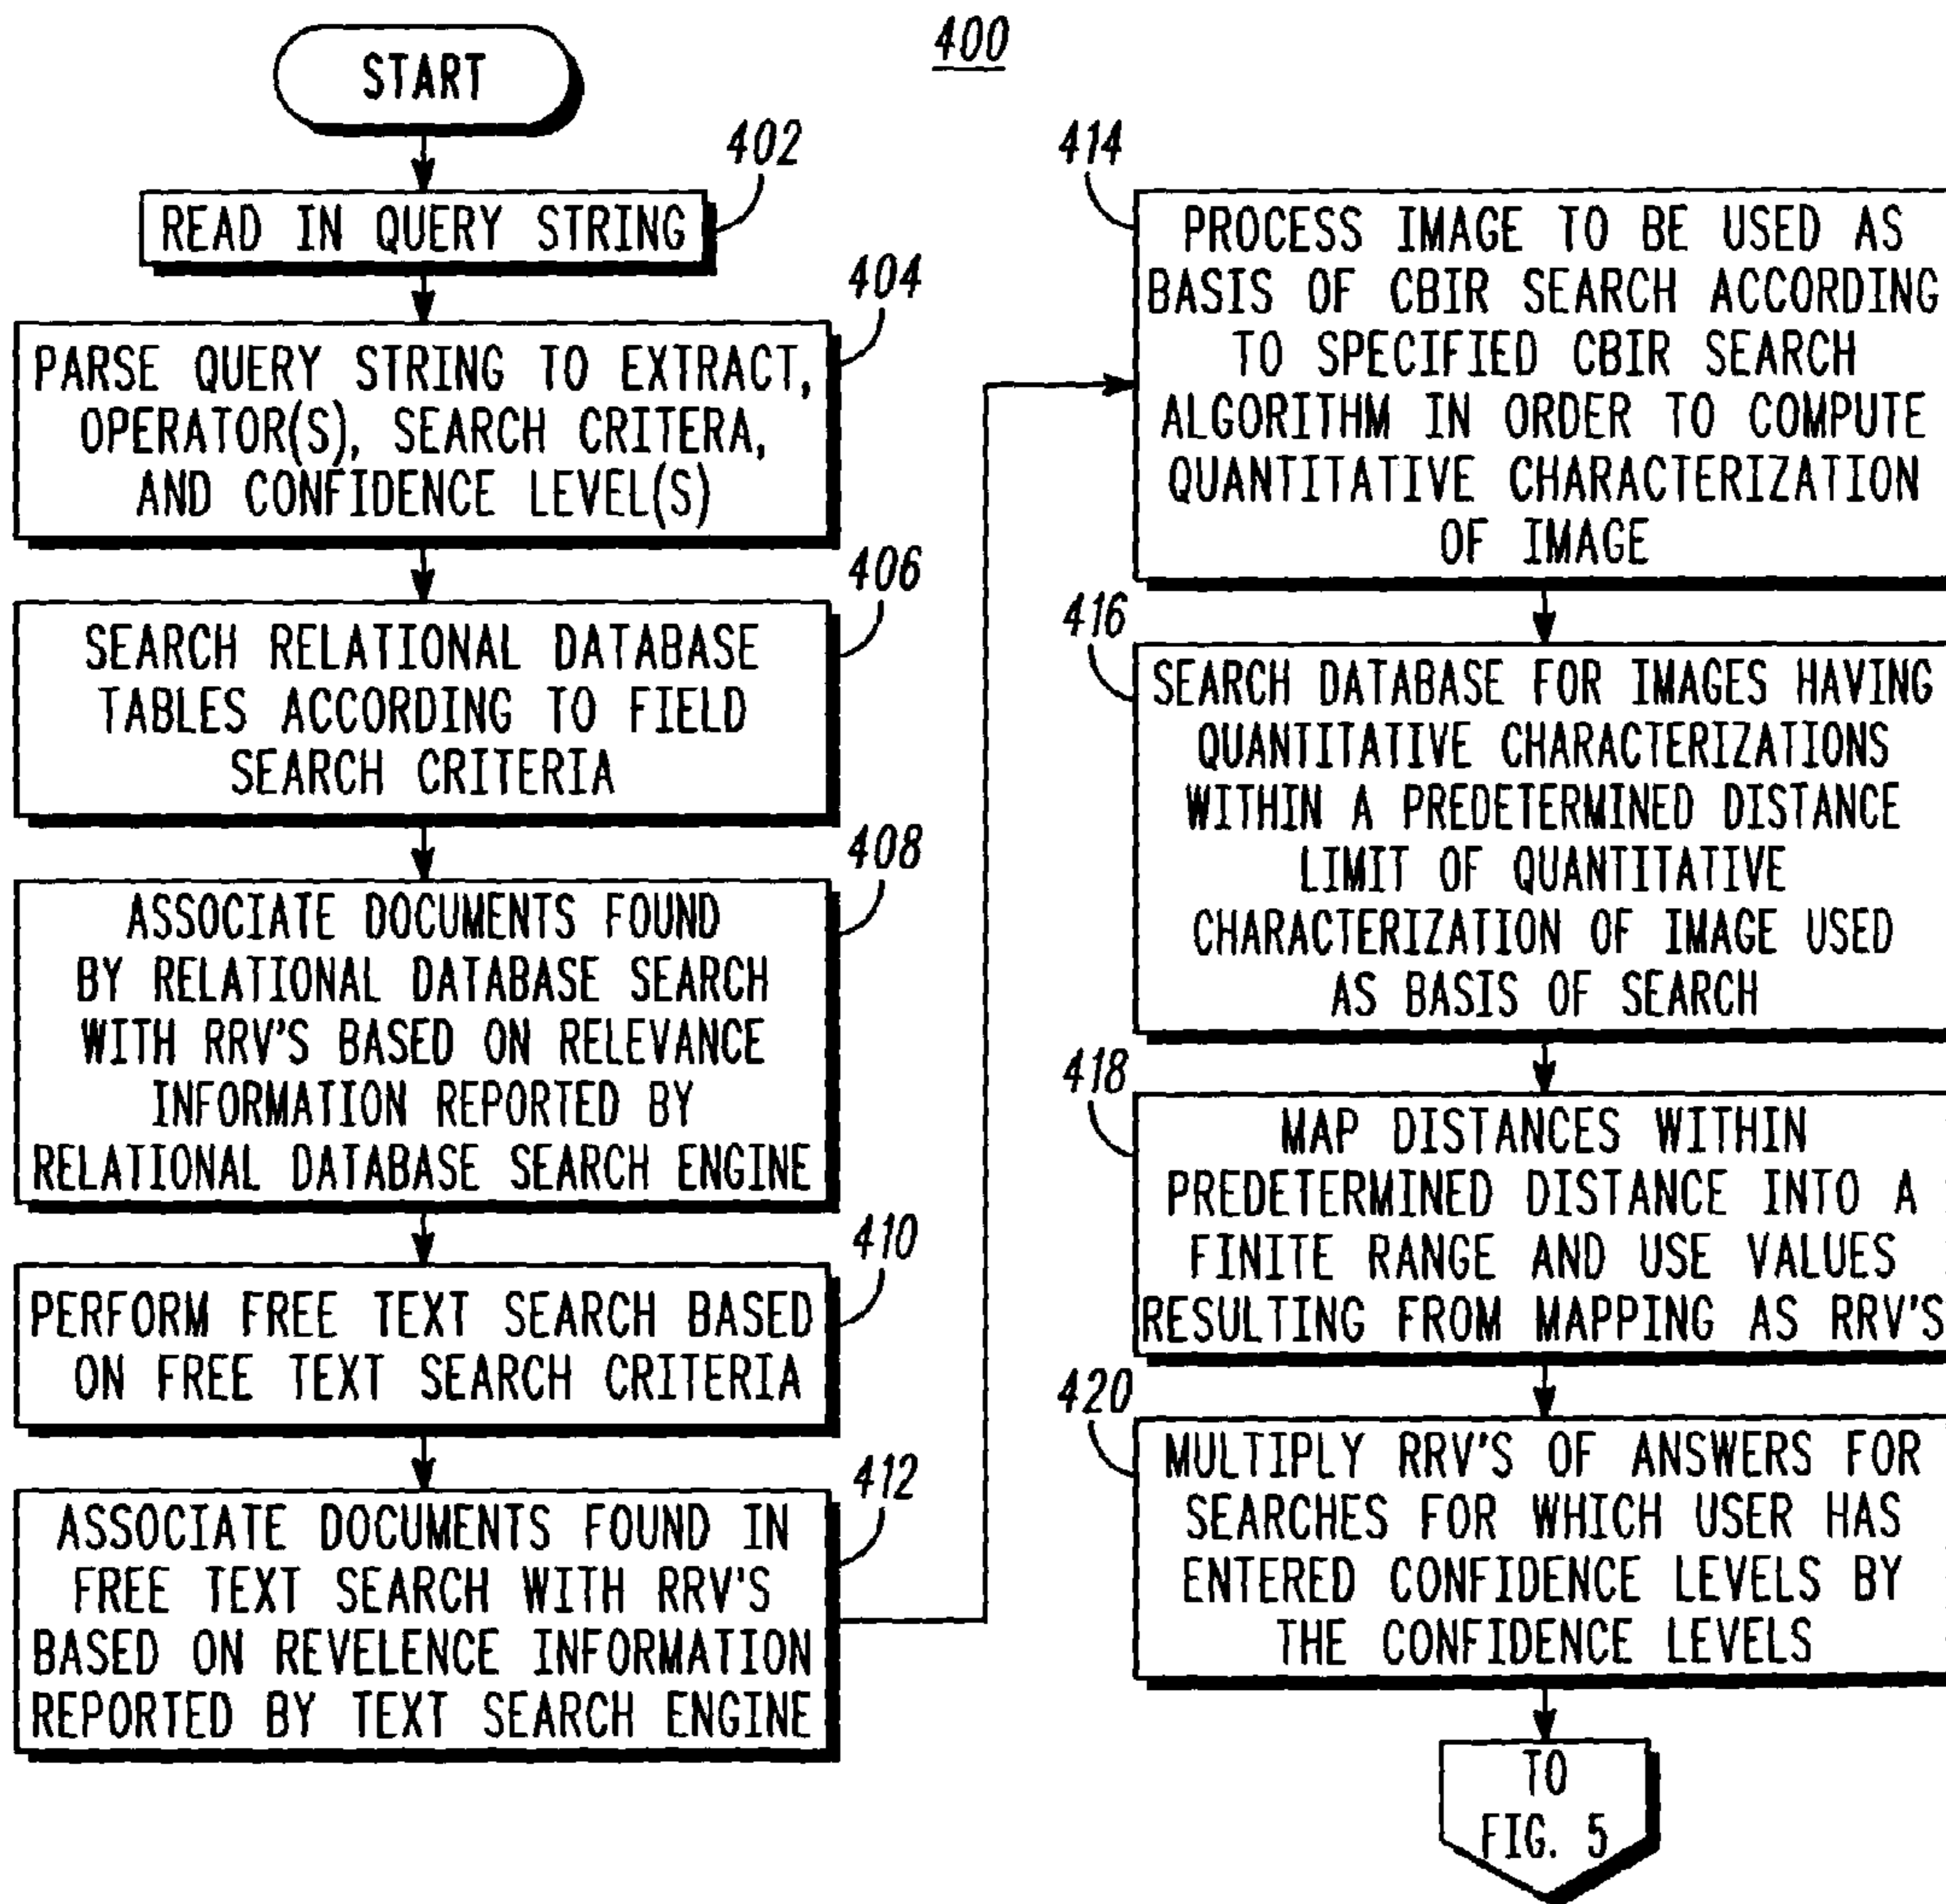 400
START
402
READ IN QUERY STRING
404
PARSE QUERY STRING TO EXTRACT,
OPERATOR(S), SEARCH CRITERA,
AND CONFIDENCE LEVEL(S)
406
SEARCH RELATIONAL DATABASE
TABLES ACCORDING TO FIELD
SEARCH CRITERIA
408
ASSOCIATE DOCUMENTS FOUND
BY RELATIONAL DATABASE SEARCH
WITH RRV'S BASED ON RELEVANCE
INFORMATION REPORTED BY
RELATIONAL DATABASE SEARCH ENGINE
410
PERFORM FREE TEXT SEARCH BASED
ON FREE TEXT SEARCH CRITERIA
412
ASSOCIATE DOCUMENTS FOUND IN
FREE TEXT SEARCH WITH RRV'S
BASED ON REVELENCE INFORMATION
REPORTED BY TEXT SEARCH ENGINE
414
PROCESS IMAGE TO BE USED AS
BASIS OF CBIR SEARCH ACCORDING
TO SPECIFIED CBIR SEARCH
ALGORITHM IN ORDER TO COMPUTE
QUANTITATIVE CHARACTERIZATION
OF IMAGE
416
SEARCH DATABASE FOR IMAGES HAVING
QUANTITATIVE CHARACTERIZATIONS
WITHIN A PREDETERMINED DISTANCE
LIMIT OF QUANTITATIVE
CHARACTERIZATION OF IMAGE USED
AS BASIS OF SEARCH
418
MAP DISTANCES WITHIN
PREDETERMINED DISTANCE INTO A
FINITE RANGE AND USE VALUES
RESULTING FROM MAPPING AS RRV'S
420
MULTIPLY RRV'S OF ANSWERS FOR
SEARCHES FOR WHICH USER HAS
ENTERED CONFIDENCE LEVELS BY
THE CONFIDENCE LEVELS
TO
FIG. 5